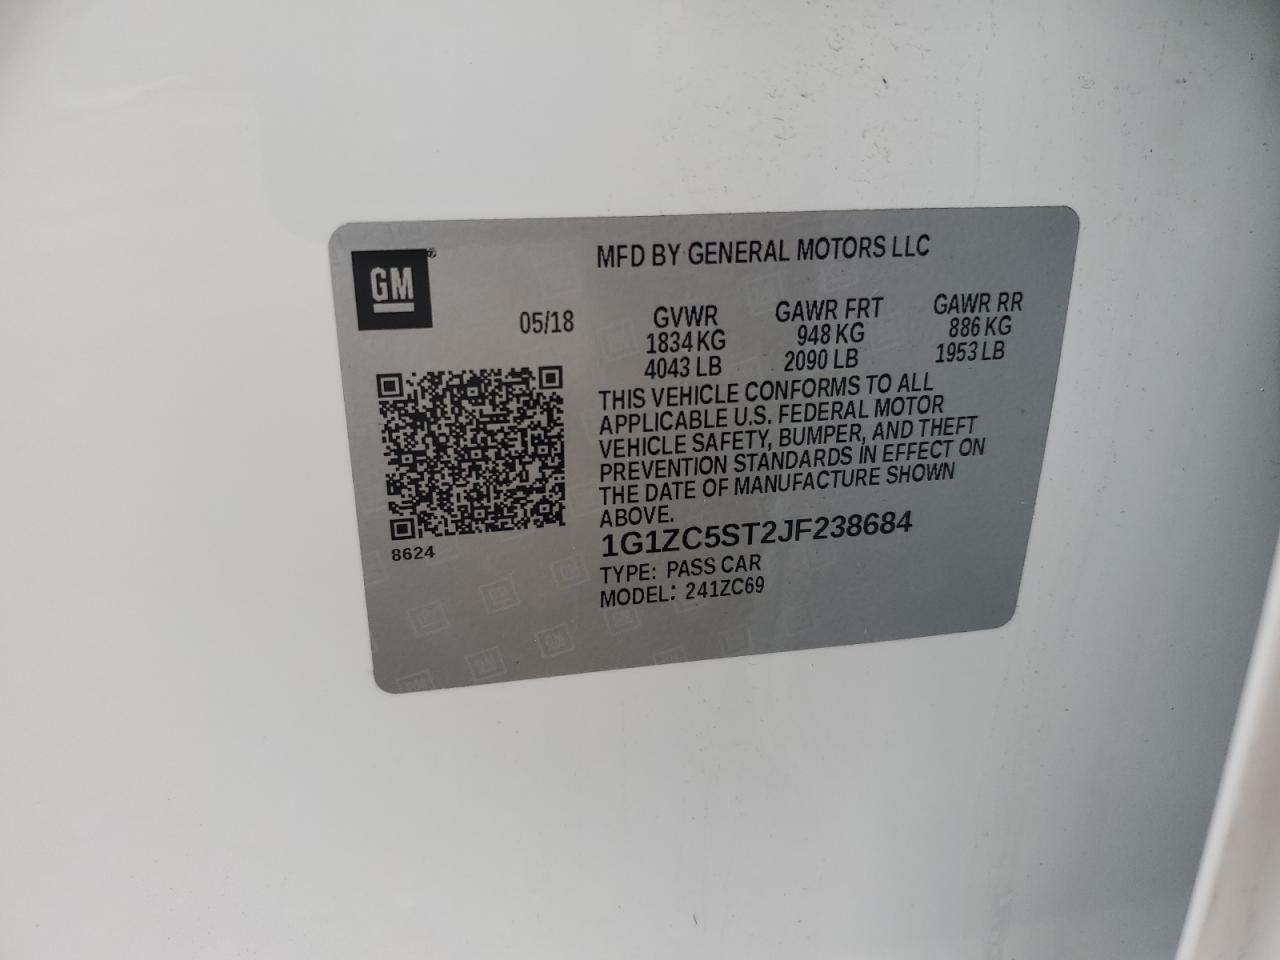 GM
MFD BY GENERAL MOTORS LLC
05/18
GVWR GAWR FRT GAWR RR
1834 KG 948 KG 886 KG
4043 LB 2090 LB 1953 LB
THIS VEHICLE CONFORMS TO ALL
APPLICABLE U.S. FEDERAL MOTOR
VEHICLE SAFETY, BUMPER, AND THEFT
PREVENTION STANDARDS IN EFFECT ON
THE DATE OF MANUFACTURE SHOWN
ABOVE.
8624
1G1ZC5ST2JF238684
TYPE: PASS CAR
MODEL: 241ZC69